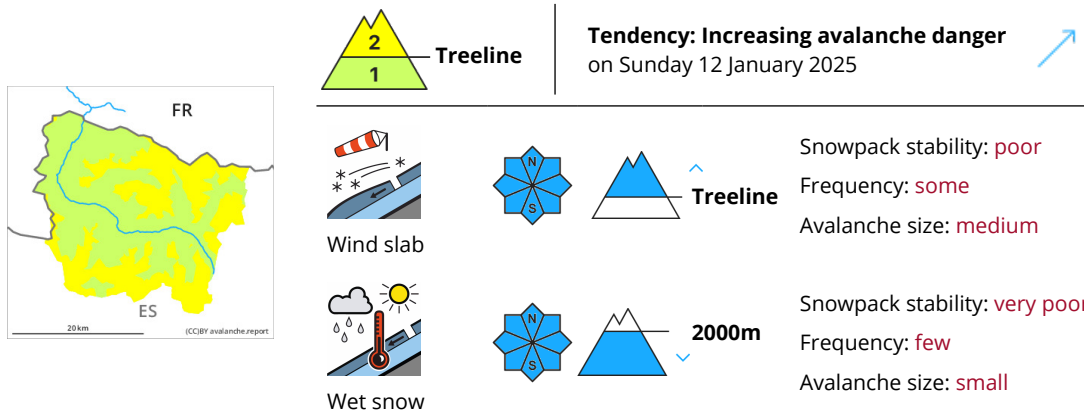 2
1
Treeline
Tendency: Increasing avalanche danger
on Sunday 12 January 2025
FR
ES
20 km
(CC)BY avalanche.report
N
S
Treeline
Wind slab
Snowpack stability: poor
Frequency: some
Avalanche size: medium
N
S
2000m
Wet snow
Snowpack stability: very poor
Frequency: few
Avalanche size: small